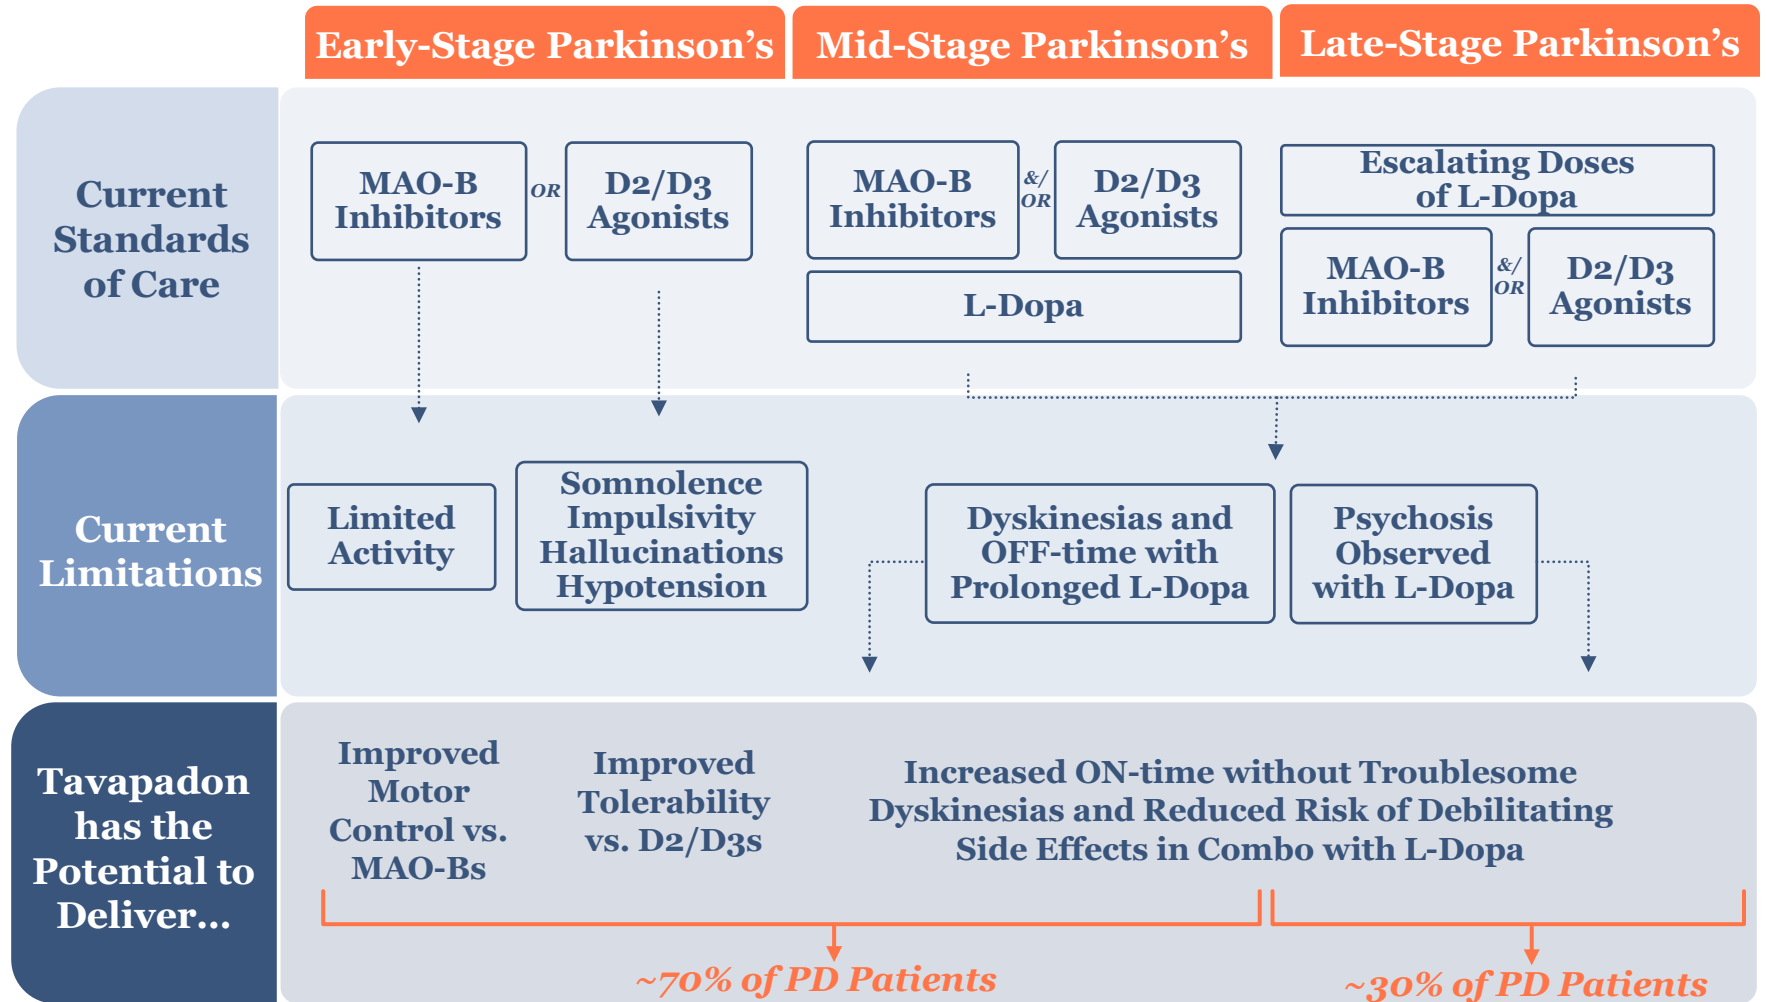 Early-Stage Parkinson's
Mid-Stage Parkinson's
Late-Stage Parkinson's
Current
Standards
of Care
MAO-B
Inhibitors
OR
D2/D3
Agonists
MAO-B
Inhibitors
&/
OR
D2/D3
Agonists
L-Dopa
Escalating Doses
of L-Dopa
MAO-B
Inhibitors
&/
OR
D2/D3
Agonists
Current
Limitations
Limited
Activity
Somnolence
Impulsivity
Hallucinations
Hypotension
Dyskinesias and
OFF-time with
Prolonged L-Dopa
Psychosis
Observed
with L-Dopa
Tavapadon
has the
Potential to
Deliver...
Improved
Motor
Control vs.
MAO-Bs
Improved
Tolerability
vs. D2/D3s
Increased ON-time without Troublesome
Dyskinesias and Reduced Risk of Debilitating
Side Effects in Combo with L-Dopa
~70% of PD Patients
~30% of PD Patients